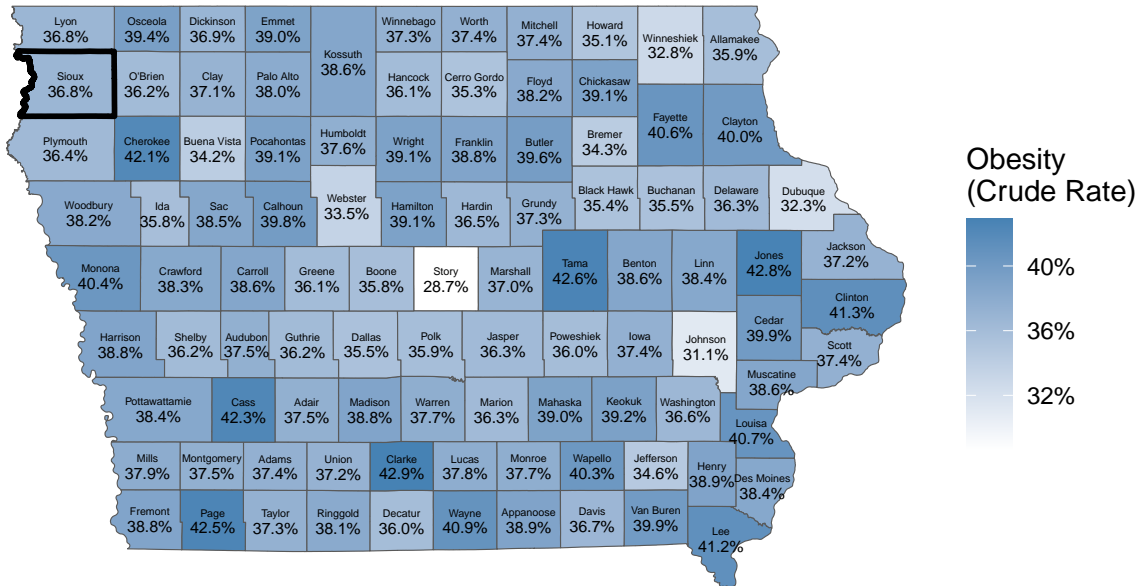 Lyon
36.8%
Osceola
39.4%
Dickinson
36.9%
Emmet
39.0%
Winnebago
37.3%
Worth
37.4%
Mitchell
37.4%
Howard
35.1%
Winneshiek
32.8%
Allamakee
35.9%
Kossuth
38.6%
Sioux
36.8%
O'Brien
36.2%
Clay
37.1%
Palo Alto
38.0%
Hancock
36.1%
Cerro Gordo
35.3%
Floyd
38.2%
Chickasaw
39.1%
Fayette
40.6%
Clayton
40.0%
Plymouth
36.4%
Cherokee
42.1%
Buena Vista
34.2%
Pocahontas
39.1%
Humboldt
37.6%
Wright
39.1%
Franklin
38.8%
Butler
39.6%
Bremer
34.3%
Woodbury
38.2%
Ida
35.8%
Sac
38.5%
Calhoun
39.8%
Webster
33.5%
Hamilton
39.1%
Hardin
36.5%
Grundy
37.3%
Black Hawk
35.4%
Buchanan
35.5%
Delaware
36.3%
Dubuque
32.3%
Monona
40.4%
Crawford
38.3%
Carroll
38.6%
Greene
36.1%
Boone
35.8%
Story
28.7%
Marshall
37.0%
Tama
42.6%
Benton
38.6%
Linn
38.4%
Jones
42.8%
Jackson
37.2%
Clinton
41.3%
Cedar
39.9%
Harrison
38.8%
Shelby
36.2%
Audubon
37.5%
Guthrie
36.2%
Dallas
35.5%
Polk
35.9%
Jasper
36.3%
Poweshiek
36.0%
Iowa
37.4%
Johnson
31.1%
Scott
37.4%
Muscatine
38.6%
Pottawattamie
38.4%
Cass
42.3%
Adair
37.5%
Madison
38.8%
Warren
37.7%
Marion
36.3%
Mahaska
39.0%
Keokuk
39.2%
Washington
36.6%
Louisa
40.7%
Mills
37.9%
Montgomery
37.5%
Adams
37.4%
Union
37.2%
Clarke
42.9%
Lucas
37.8%
Monroe
37.7%
Wapello
40.3%
Jefferson
34.6%
Henry
38.9%
Des Moines
38.4%
Fremont
38.8%
Page
42.5%
Taylor
37.3%
Ringgold
38.1%
Decatur
36.0%
Wayne
40.9%
Appanoose
38.9%
Davis
36.7%
Van Buren
39.9%
Lee
41.2%
Obesity
(Crude Rate)
40%
36%
32%